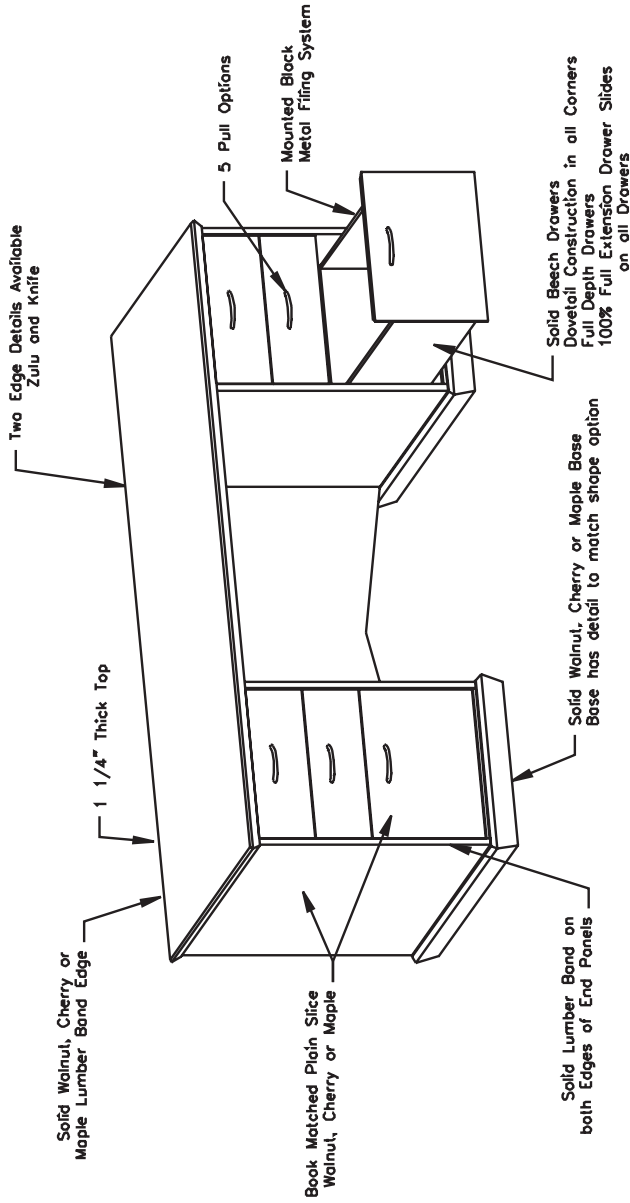 Two Edge Details Available
Zulu and Knife
1 1/4" Thick Top
Solid Walnut, Cherry or
Maple Lumber Band Edge
5 Pull Options
Mounted Black
Metal Filing System
Book Matched Plain Slice
Walnut, Cherry or Maple
Solid Lumber Band on
both Edges of End Panels
Solid Walnut, Cherry or Maple Base
Base has detail to match shape option
Solid Beech Drawers
Dovetail Construction in all Corners
Full Depth Drawers
100% Full Extension Drawer Slides
on all Drawers